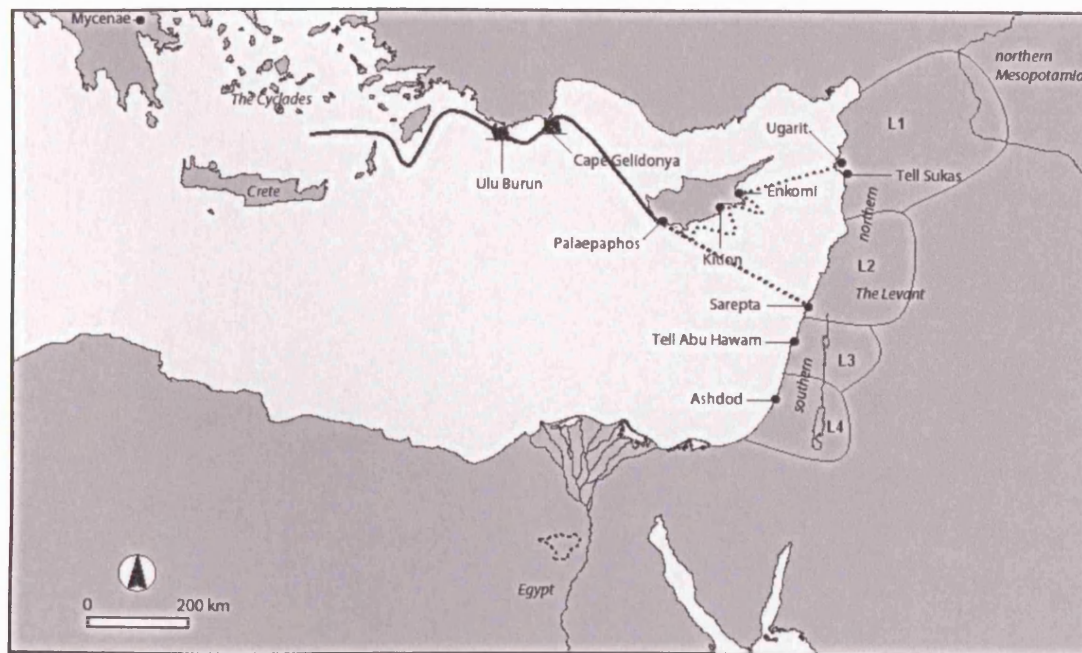 Mycenae
northern
Mesopotamia
The Cyclades
L1
Ugarit
Cape Gelidonya
Tell Sukas
Ulu Burun
Enkomi
Crete
northern
Palaepaphos
Kition
L2
The Levant
Sarepta
Tell Abu Hawam
L3
southern
Ashdod
L4
0 200 km
Egypt